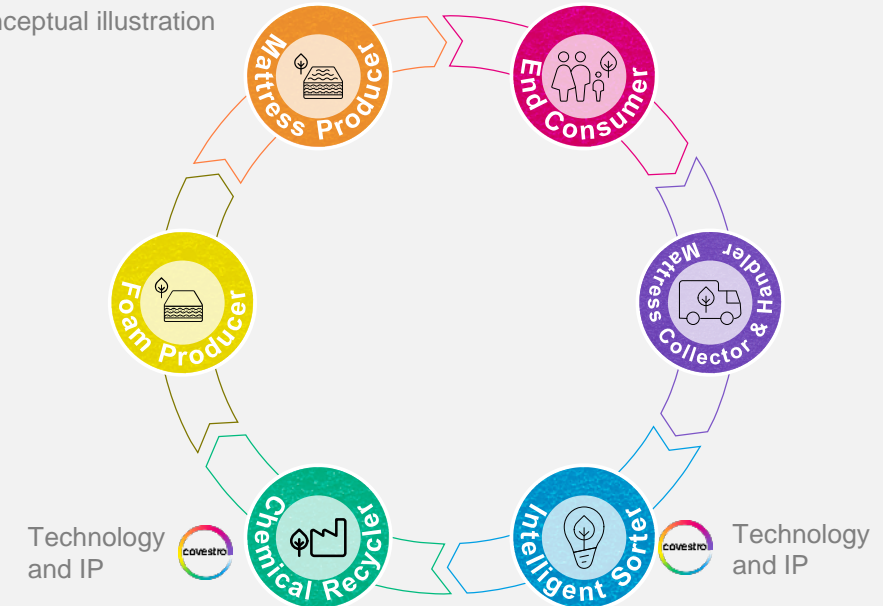 nceptual illustration
Mattress Producer
End Consumer
Mattress Collector & Handler
Foam Producer
Chemical Recycler
Intelligent Sorter
Technology
and IP
covestro
covestro
Technology
and IP